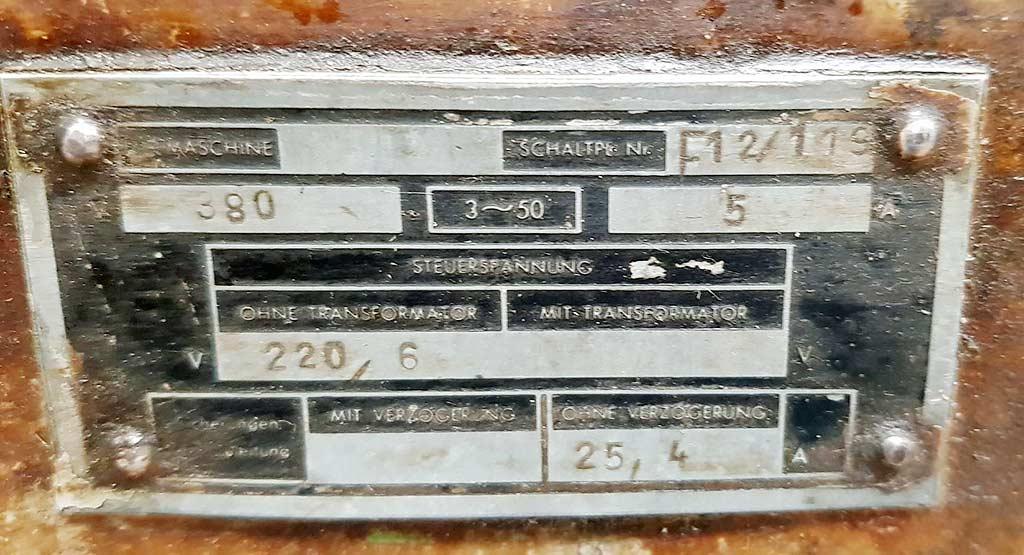 MASCHINE SCHALTPL. Nr. F12/119
380 3~50 5 A
STEUERSPANNUNG
OHNE TRANSFORMATOR MIT TRANSFORMATOR
V 220, 6 V
MIT VERZÖGERUNG OHNE VERZÖGERUNG
25, 4 A